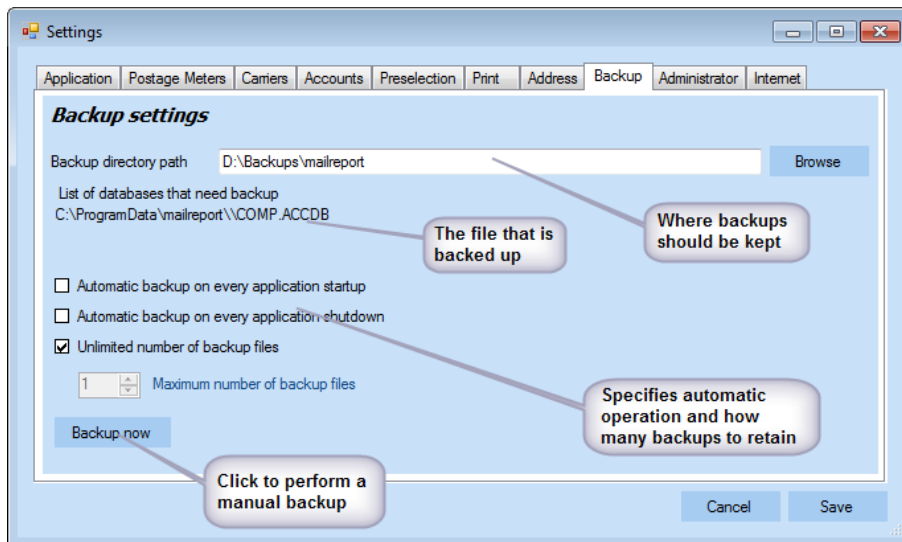 Settings
Application Postage Meters Carriers Accounts Preselection Print Address Backup Administrator Internet
Backup settings
Backup directory path D:\Backups\mailreport Browse
List of databases that need backup
C:\ProgramData\mailreport\\COMP.ACCDB
The file that is
backed up
Where backups
should be kept
Automatic backup on every application startup
Automatic backup on every application shutdown
Unlimited number of backup files
1 Maximum number of backup files
Specifies automatic
operation and how
many backups to retain
Backup now
Click to perform a
manual backup
Cancel Save